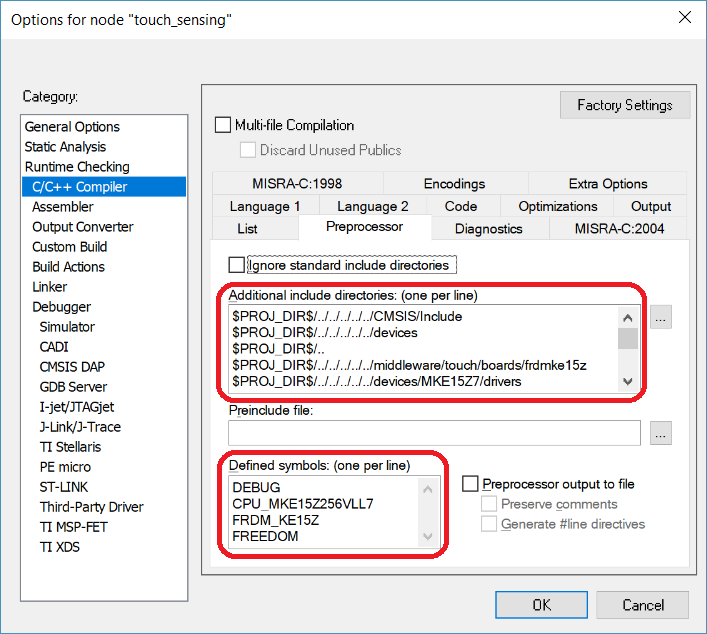 Options for node "touch_sensing"
Category:
General Options
Static Analysis
Runtime Checking
C/C++ Compiler
Assembler
Output Converter
Custom Build
Build Actions
Linker
Debugger
Simulator
CADI
CMSIS DAP
GDB Server
I-jet/JTAGjet
J-Link/J-Trace
TI Stellaris
PE micro
ST-LINK
Third-Party Driver
TI MSP-FET
TI XDS
Factory Settings
Multi-file Compilation
Discard Unused Publics
MISRA-C:1998 Encodings Extra Options
Language 1 Language 2 Code Optimizations Output
List Preprocessor Diagnostics MISRA-C:2004
Ignore standard include directories
Additional include directories: (one per line)
$PROJ_DIR$/../../../../../CMSIS/Include
$PROJ_DIR$/../../../../../devices
$PROJ_DIR$/..
$PROJ_DIR$/../../../../../middleware/touch/boards/frdmke15z
$PROJ_DIR$/../../../../../devices/MKE15Z7/drivers
...
Preinclude file:
...
Defined symbols: (one per line)
DEBUG
CPU_MKE15Z256VLL7
FRDM_KE15Z
FREEDOM
Preprocessor output to file
Preserve comments
Generate #line directives
OK Cancel